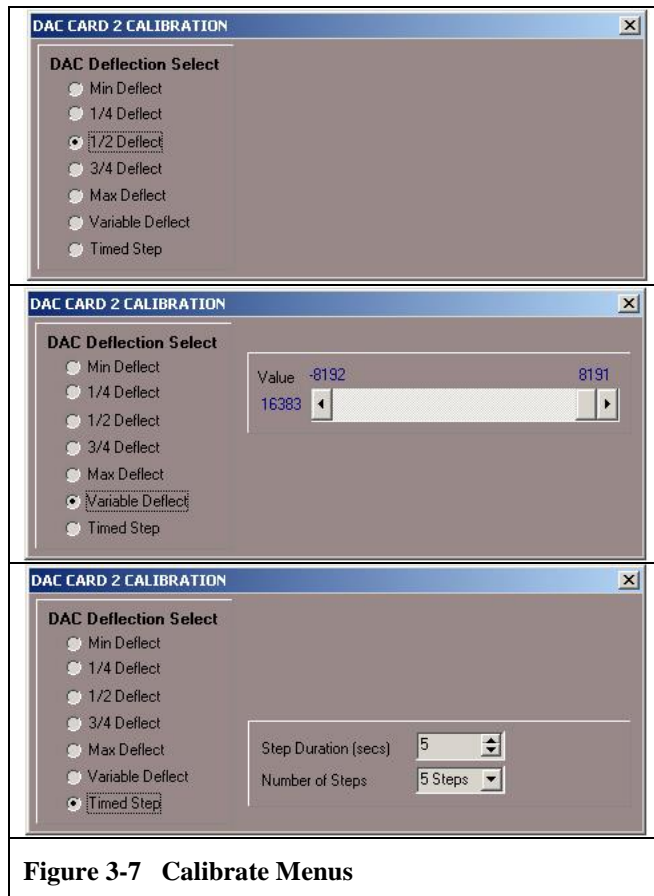 DAC CARD 2 CALIBRATION
DAC Deflection Select
Min Deflect
1/4 Deflect
1/2 Deflect
3/4 Deflect
Max Deflect
Variable Deflect
Timed Step
DAC CARD 2 CALIBRATION
DAC Deflection Select
Min Deflect
1/4 Deflect
1/2 Deflect
3/4 Deflect
Max Deflect
Variable Deflect
Timed Step
Value -8192 8191
16383
DAC CARD 2 CALIBRATION
DAC Deflection Select
Min Deflect
1/4 Deflect
1/2 Deflect
3/4 Deflect
Max Deflect
Variable Deflect
Timed Step
Step Duration (secs) 5
Number of Steps 5 Steps
Figure 3-7 Calibrate Menus